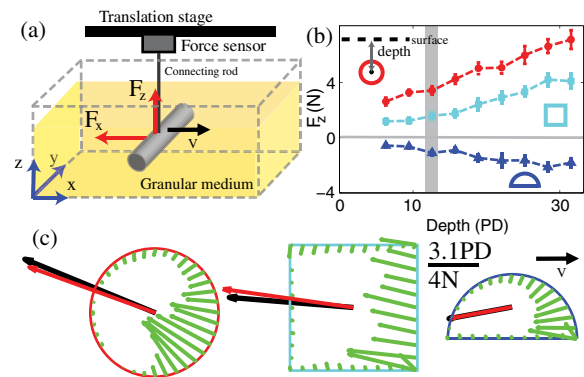 (a)
Translation stage
Force sensor
Connecting rod
F_z
F_x
v
z
y
x
Granular medium
(b)
surface
depth
F_z (N)
8
4
0
−4
0
10
20
30
Depth (PD)
(c)
3.1PD
4N
v